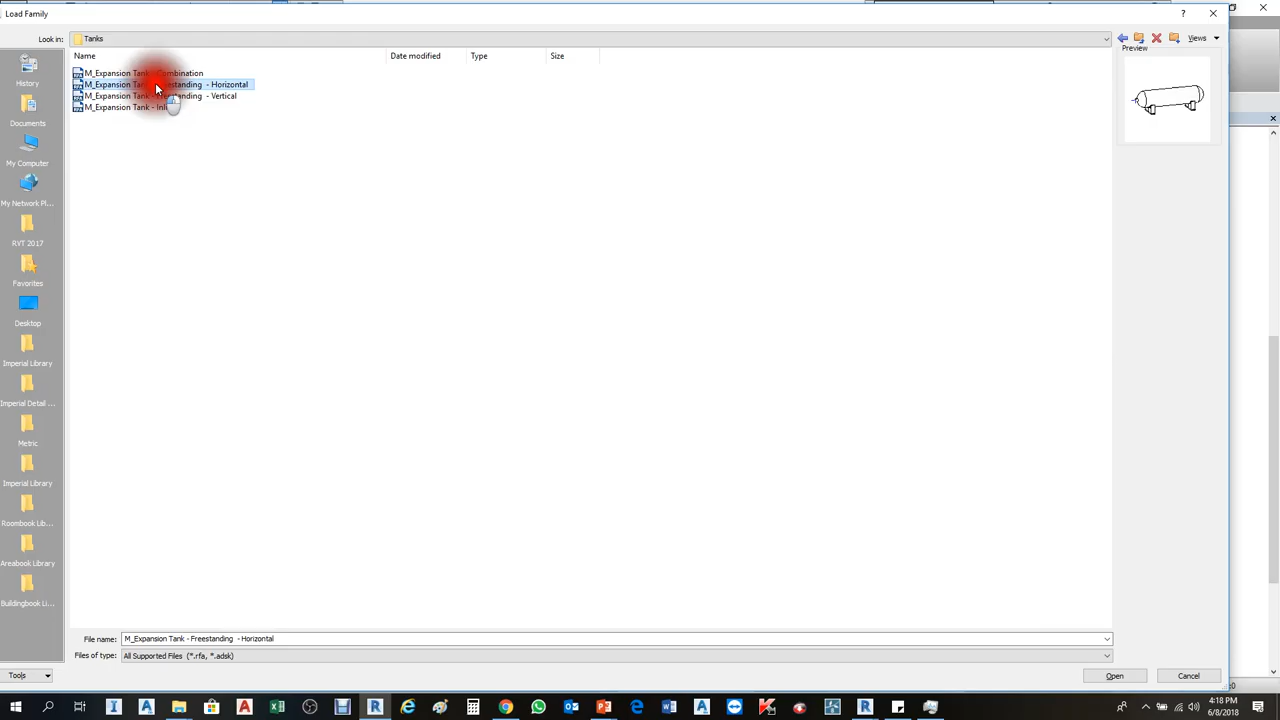 Load Family
?
Look in:
Tanks
Views
Name
Date modified
Type
Size
Preview
M_Expansion Tank
M_Expansion Tank - Freestanding - Horizontal
M_Expansion Tank - Freestanding - Vertical
M_Expansion Tank -
History
Documents
My Computer
My Network Pl...
RVT 2017
Favorites
Desktop
Imperial Library
Imperial Detail ...
Metric
Imperial Library
Roombook Lib...
Areabook Library
Buildingbook Li...
File name:
M_Expansion Tank - Freestanding - Horizontal
Files of type:
All Supported Files (*.rfa, *.adsk)
Tools
Open
Cancel
4:18 PM
6/8/2018